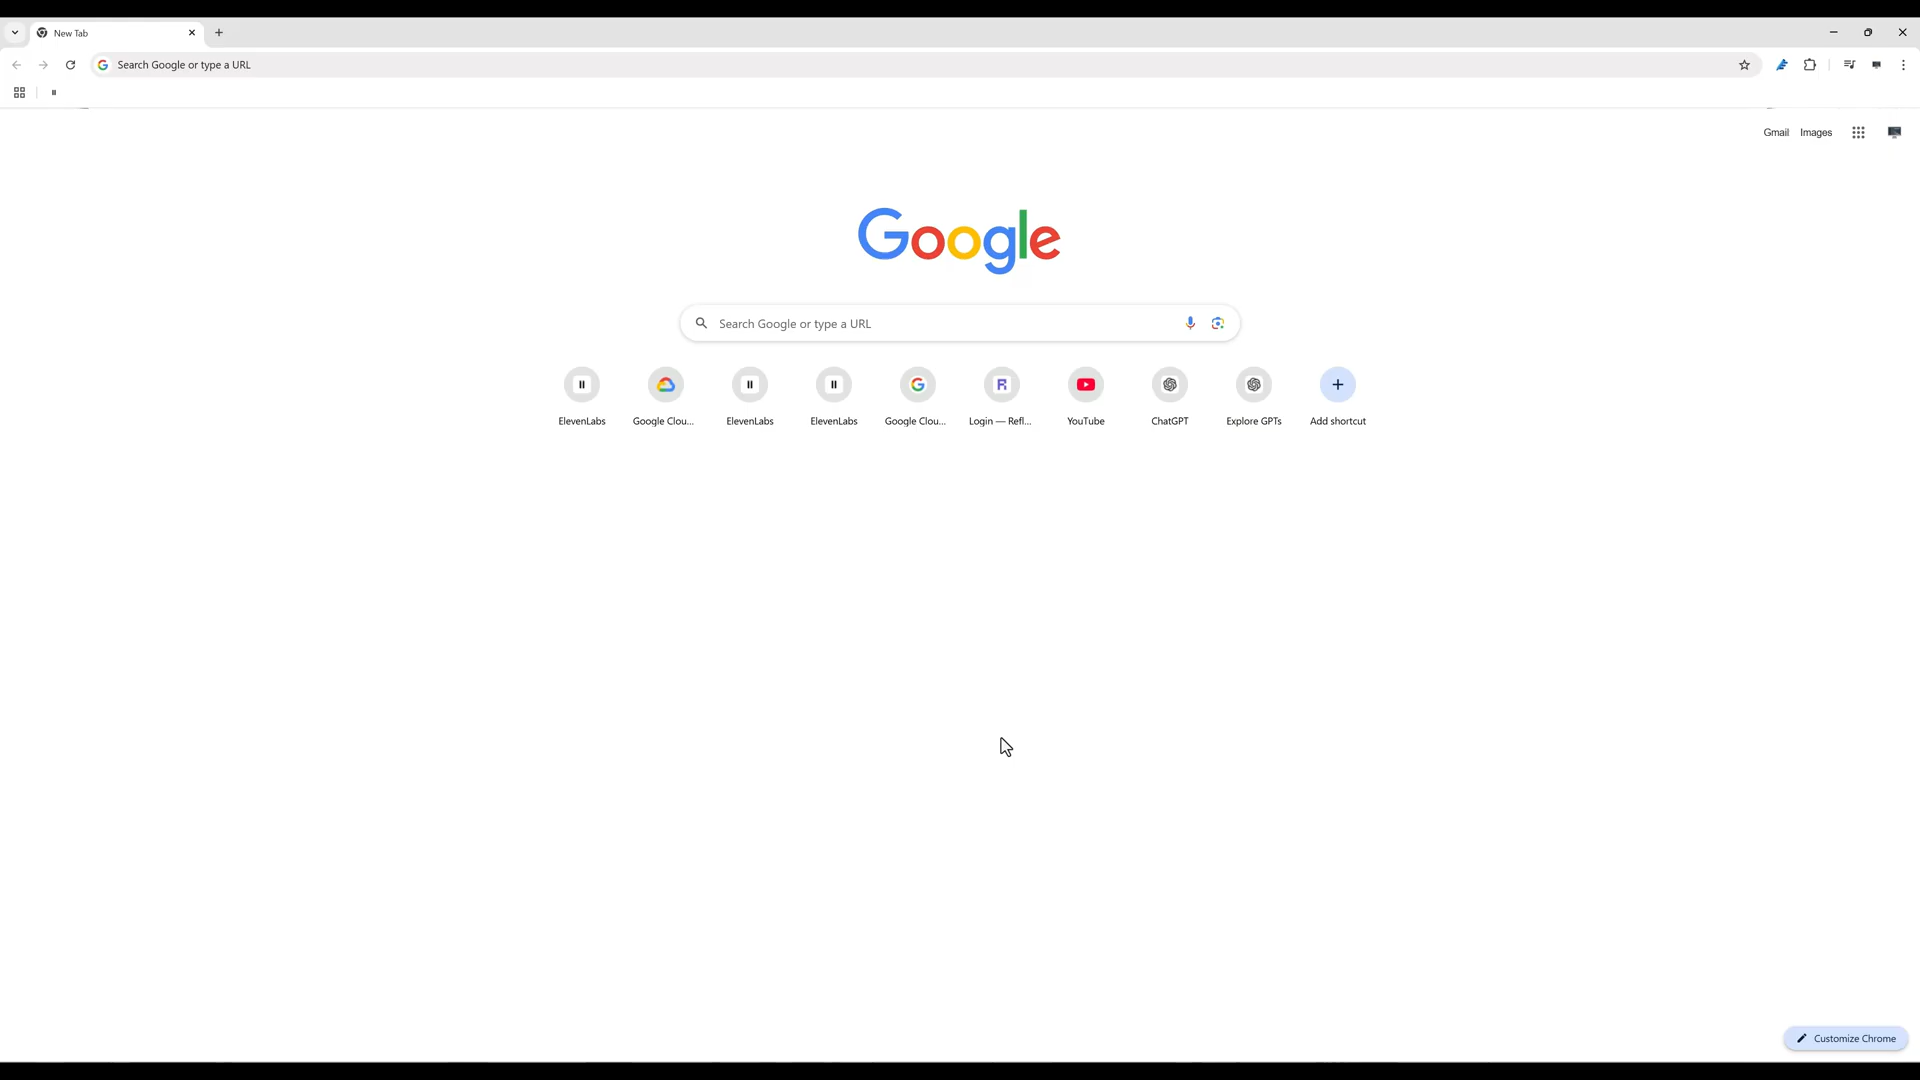 New Tab
Search Google or type a URL
Gmail Images
Google
Search Google or type a URL
ElevenLabs Google Clou... ElevenLabs ElevenLabs Google Clou... Login — Refl... YouTube ChatGPT Explore GPTs Add shortcut
Customize Chrome